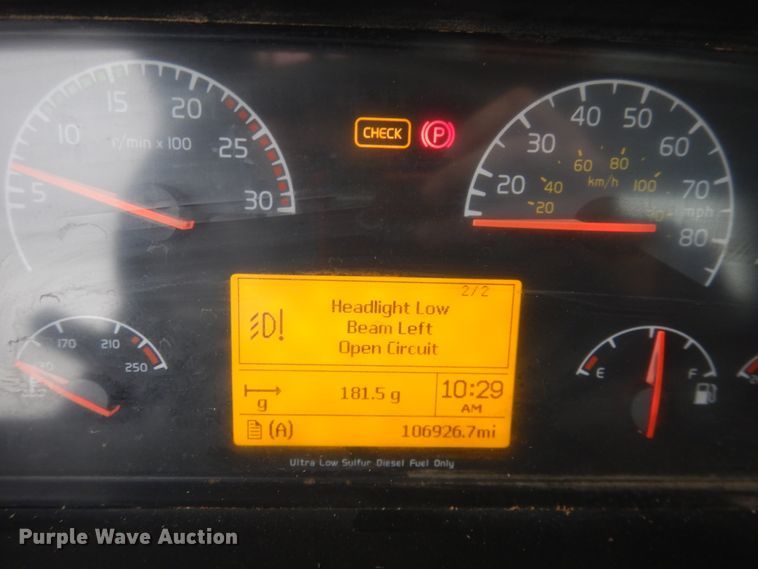 5
10
15
20
25
30
r/min x 100
CHECK
P
20
30
40
50
60
70
80
mph
20
40
60
80
100
km/h
2/2
Headlight Low
Beam Left
Open Circuit
181.5 g
g
10:29
AM
(A)
106926.7mi
170
210
250
E
F
Ultra Low Sulfur Diesel Fuel Only
Purple Wave Auction